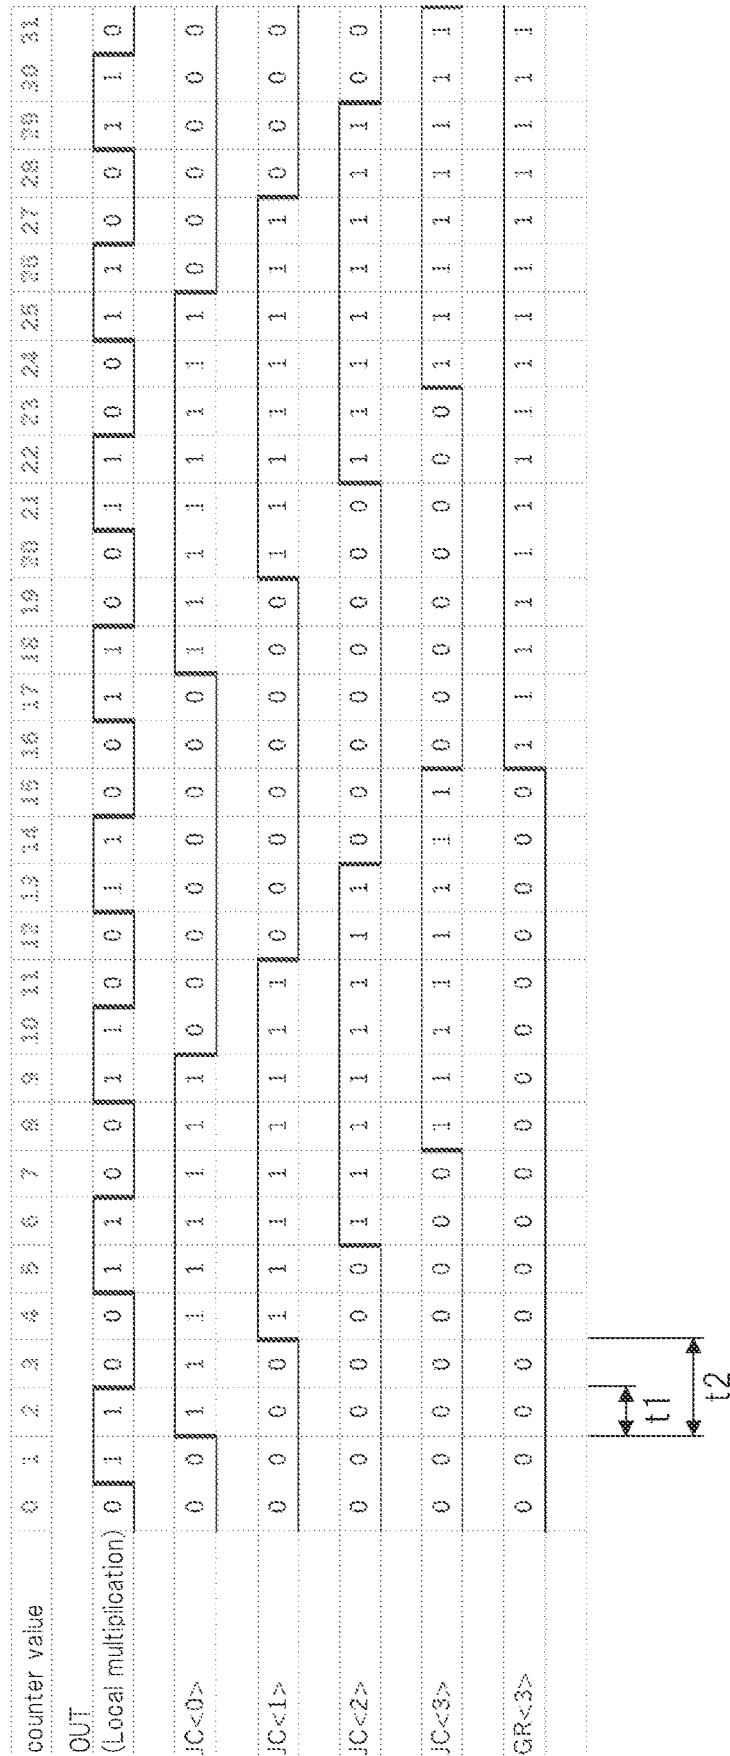 counter value 0 1 2 3 4 5 6 7 8 9 10 11 12 13 14 15 16 17 18 19 20 21 22 23 24 25 26 27 28 29 30 31
OUT
(Local multiplication) 0 1 1 0 0 1 1 0 0 1 1 0 0 1 1 0 0 1 1 0 0 1 1 0 0 1 1 0 0 1 1 0
JC<0> 0 0 1 1 1 1 1 1 1 1 0 0 0 0 0 0 0 0 1 1 1 1 1 1 1 1 0 0 0 0 0 0
JC<1> 0 0 0 0 1 1 1 1 1 1 1 1 0 0 0 0 0 0 0 0 1 1 1 1 1 1 1 1 0 0 0 0
JC<2> 0 0 0 0 0 0 1 1 1 1 1 1 1 1 0 0 0 0 0 0 0 0 1 1 1 1 1 1 1 1 0 0
JC<3> 0 0 0 0 0 0 0 0 1 1 1 1 1 1 1 1 0 0 0 0 0 0 0 0 1 1 1 1 1 1 1 1
GR<3> 0 0 0 0 0 0 0 0 0 0 0 0 0 0 0 0 1 1 1 1 1 1 1 1 1 1 1 1 1 1 1 1
t1
t2